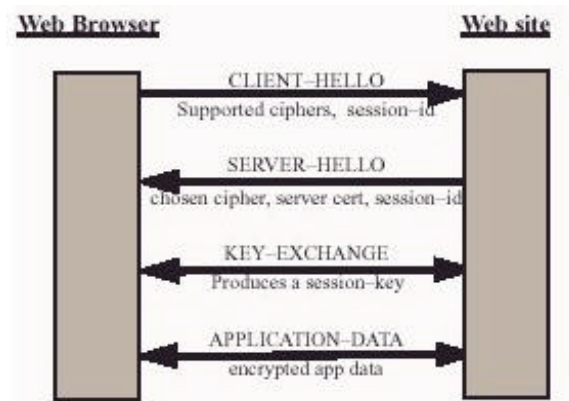 Web Browser
Web site
CLIENT–HELLO
Supported ciphers, session–id
SERVER–HELLO
chosen cipher, server cert, session–id
KEY–EXCHANGE
Produces a session–key
APPLICATION–DATA
encrypted app data